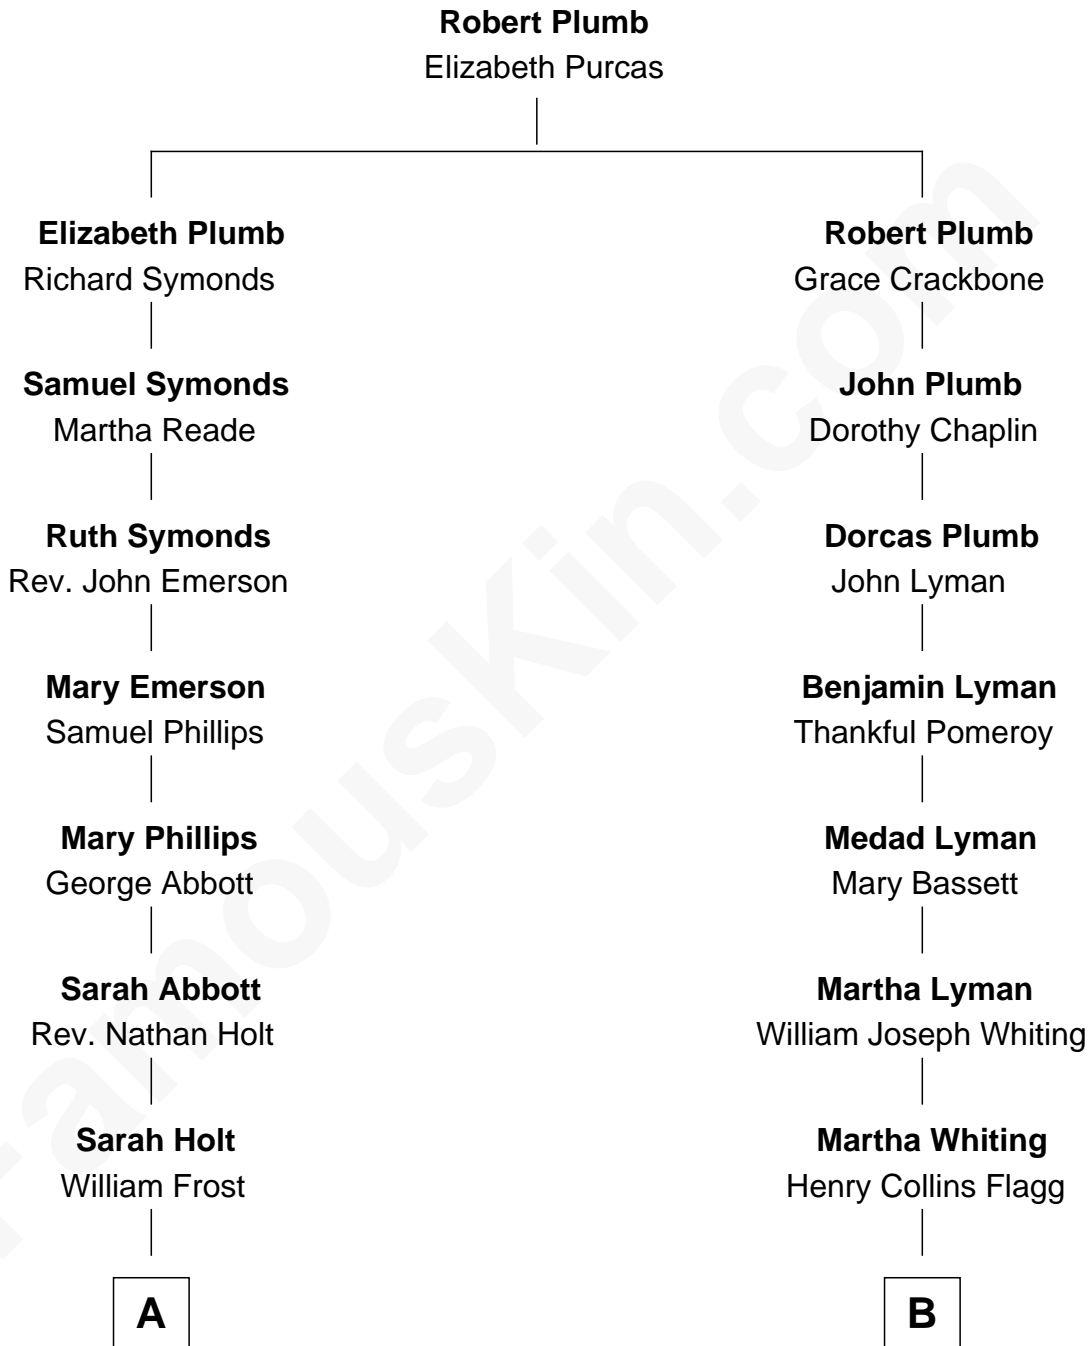 Robert Plumb
Elizabeth Purcas
Elizabeth Plumb
Richard Symonds
Robert Plumb
Grace Crackbone
Samuel Symonds
Martha Reade
John Plumb
Dorothy Chaplin
Ruth Symonds
Rev. John Emerson
Dorcas Plumb
John Lyman
Mary Emerson
Samuel Phillips
Benjamin Lyman
Thankful Pomeroy
Mary Phillips
George Abbott
Medad Lyman
Mary Bassett
Sarah Abbott
Rev. Nathan Holt
Martha Lyman
William Joseph Whiting
Sarah Holt
William Frost
Martha Whiting
Henry Collins Flagg
A
B
FamousKin.com